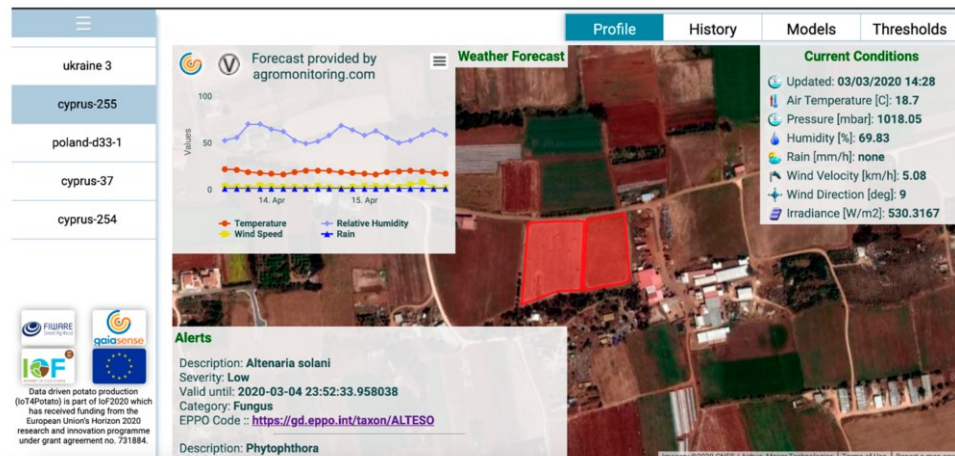 Profile
History
Models
Thresholds
ukraine 3
cyprus-255
poland-d33-1
cyprus-37
cyprus-254
Forecast provided by
agromonitoring.com
Weather Forecast
100
50
0
Values
14. Apr
15. Apr
Temperature
Relative Humidity
Wind Speed
Rain
Current Conditions
Updated: 03/03/2020 14:28
Air Temperature [C]: 18.7
Pressure [mbar]: 1018.05
Humidity [%]: 69.83
Rain [mm/h]: none
Wind Velocity [km/h]: 5.08
Wind Direction [deg]: 9
Irradiance [W/m2]: 530.3167
FIWARE
gaiasense
IOF
Data driven potato production
(IoT4Potato) is part of IoF2020 which
has received funding from the
European Union's Horizon 2020
research and innovation programme
under grant agreement no. 731884.
Alerts
Description: Altenaria solani
Severity: Low
Valid until: 2020-03-04 23:52:33.958038
Category: Fungus
EPPO Code :: https://gd.eppo.int/taxon/ALTESO
Description: Phytophthora